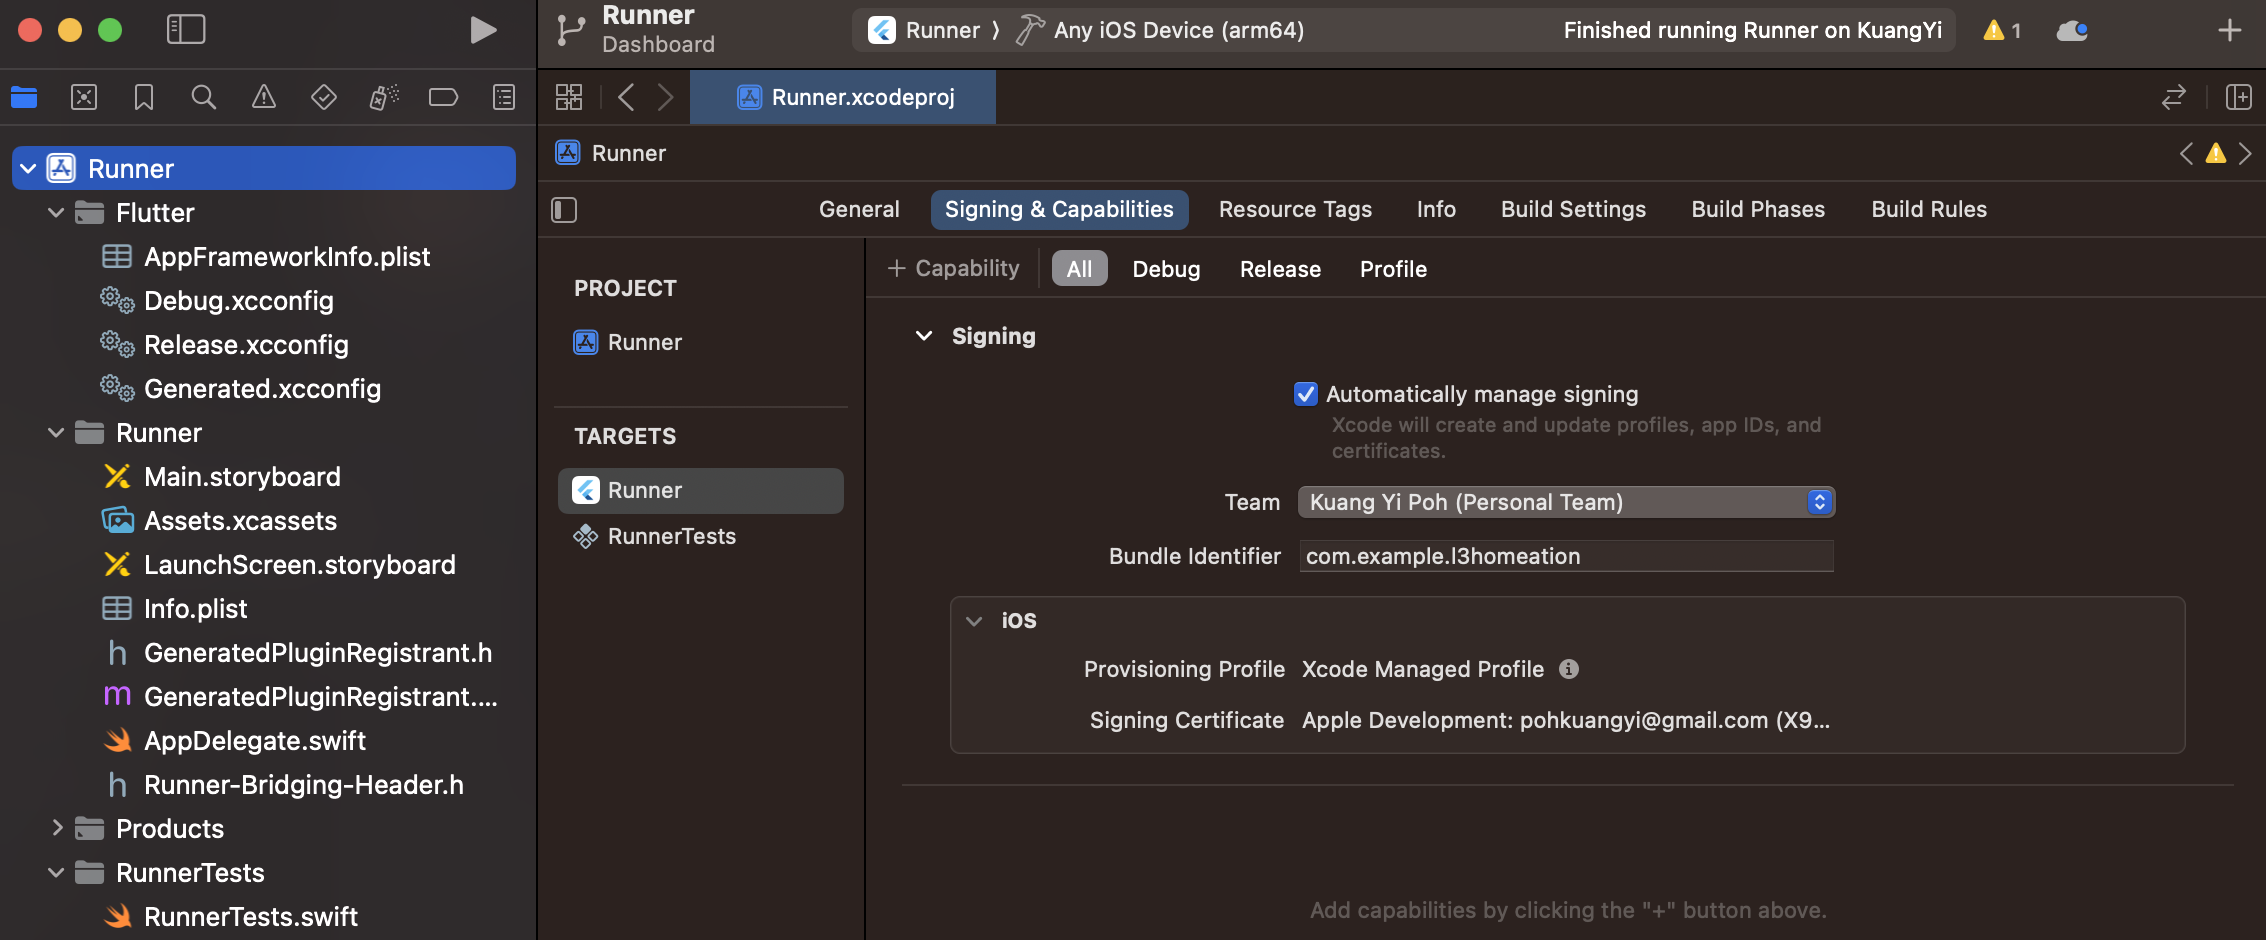 Runner
Dashboard
Runner
Any iOS Device (arm64)
Finished running Runner on KuangYi
1
Runner.xcodeproj
Runner
Runner
Flutter
AppFrameworkInfo.plist
Debug.xcconfig
Release.xcconfig
Generated.xcconfig
Runner
Main.storyboard
Assets.xcassets
LaunchScreen.storyboard
Info.plist
h GeneratedPluginRegistrant.h
m GeneratedPluginRegistrant....
AppDelegate.swift
h Runner-Bridging-Header.h
Products
RunnerTests
RunnerTests.swift
General
Signing & Capabilities
Resource Tags
Info
Build Settings
Build Phases
Build Rules
PROJECT
Runner
TARGETS
Runner
RunnerTests
+ Capability
All
Debug
Release
Profile
Signing
Automatically manage signing
Xcode will create and update profiles, app IDs, and
certificates.
Team Kuang Yi Poh (Personal Team)
Bundle Identifier com.example.l3homeation
iOS
Provisioning Profile Xcode Managed Profile
Signing Certificate Apple Development: pohkuangyi@gmail.com (X9...
Add capabilities by clicking the "+" button above.